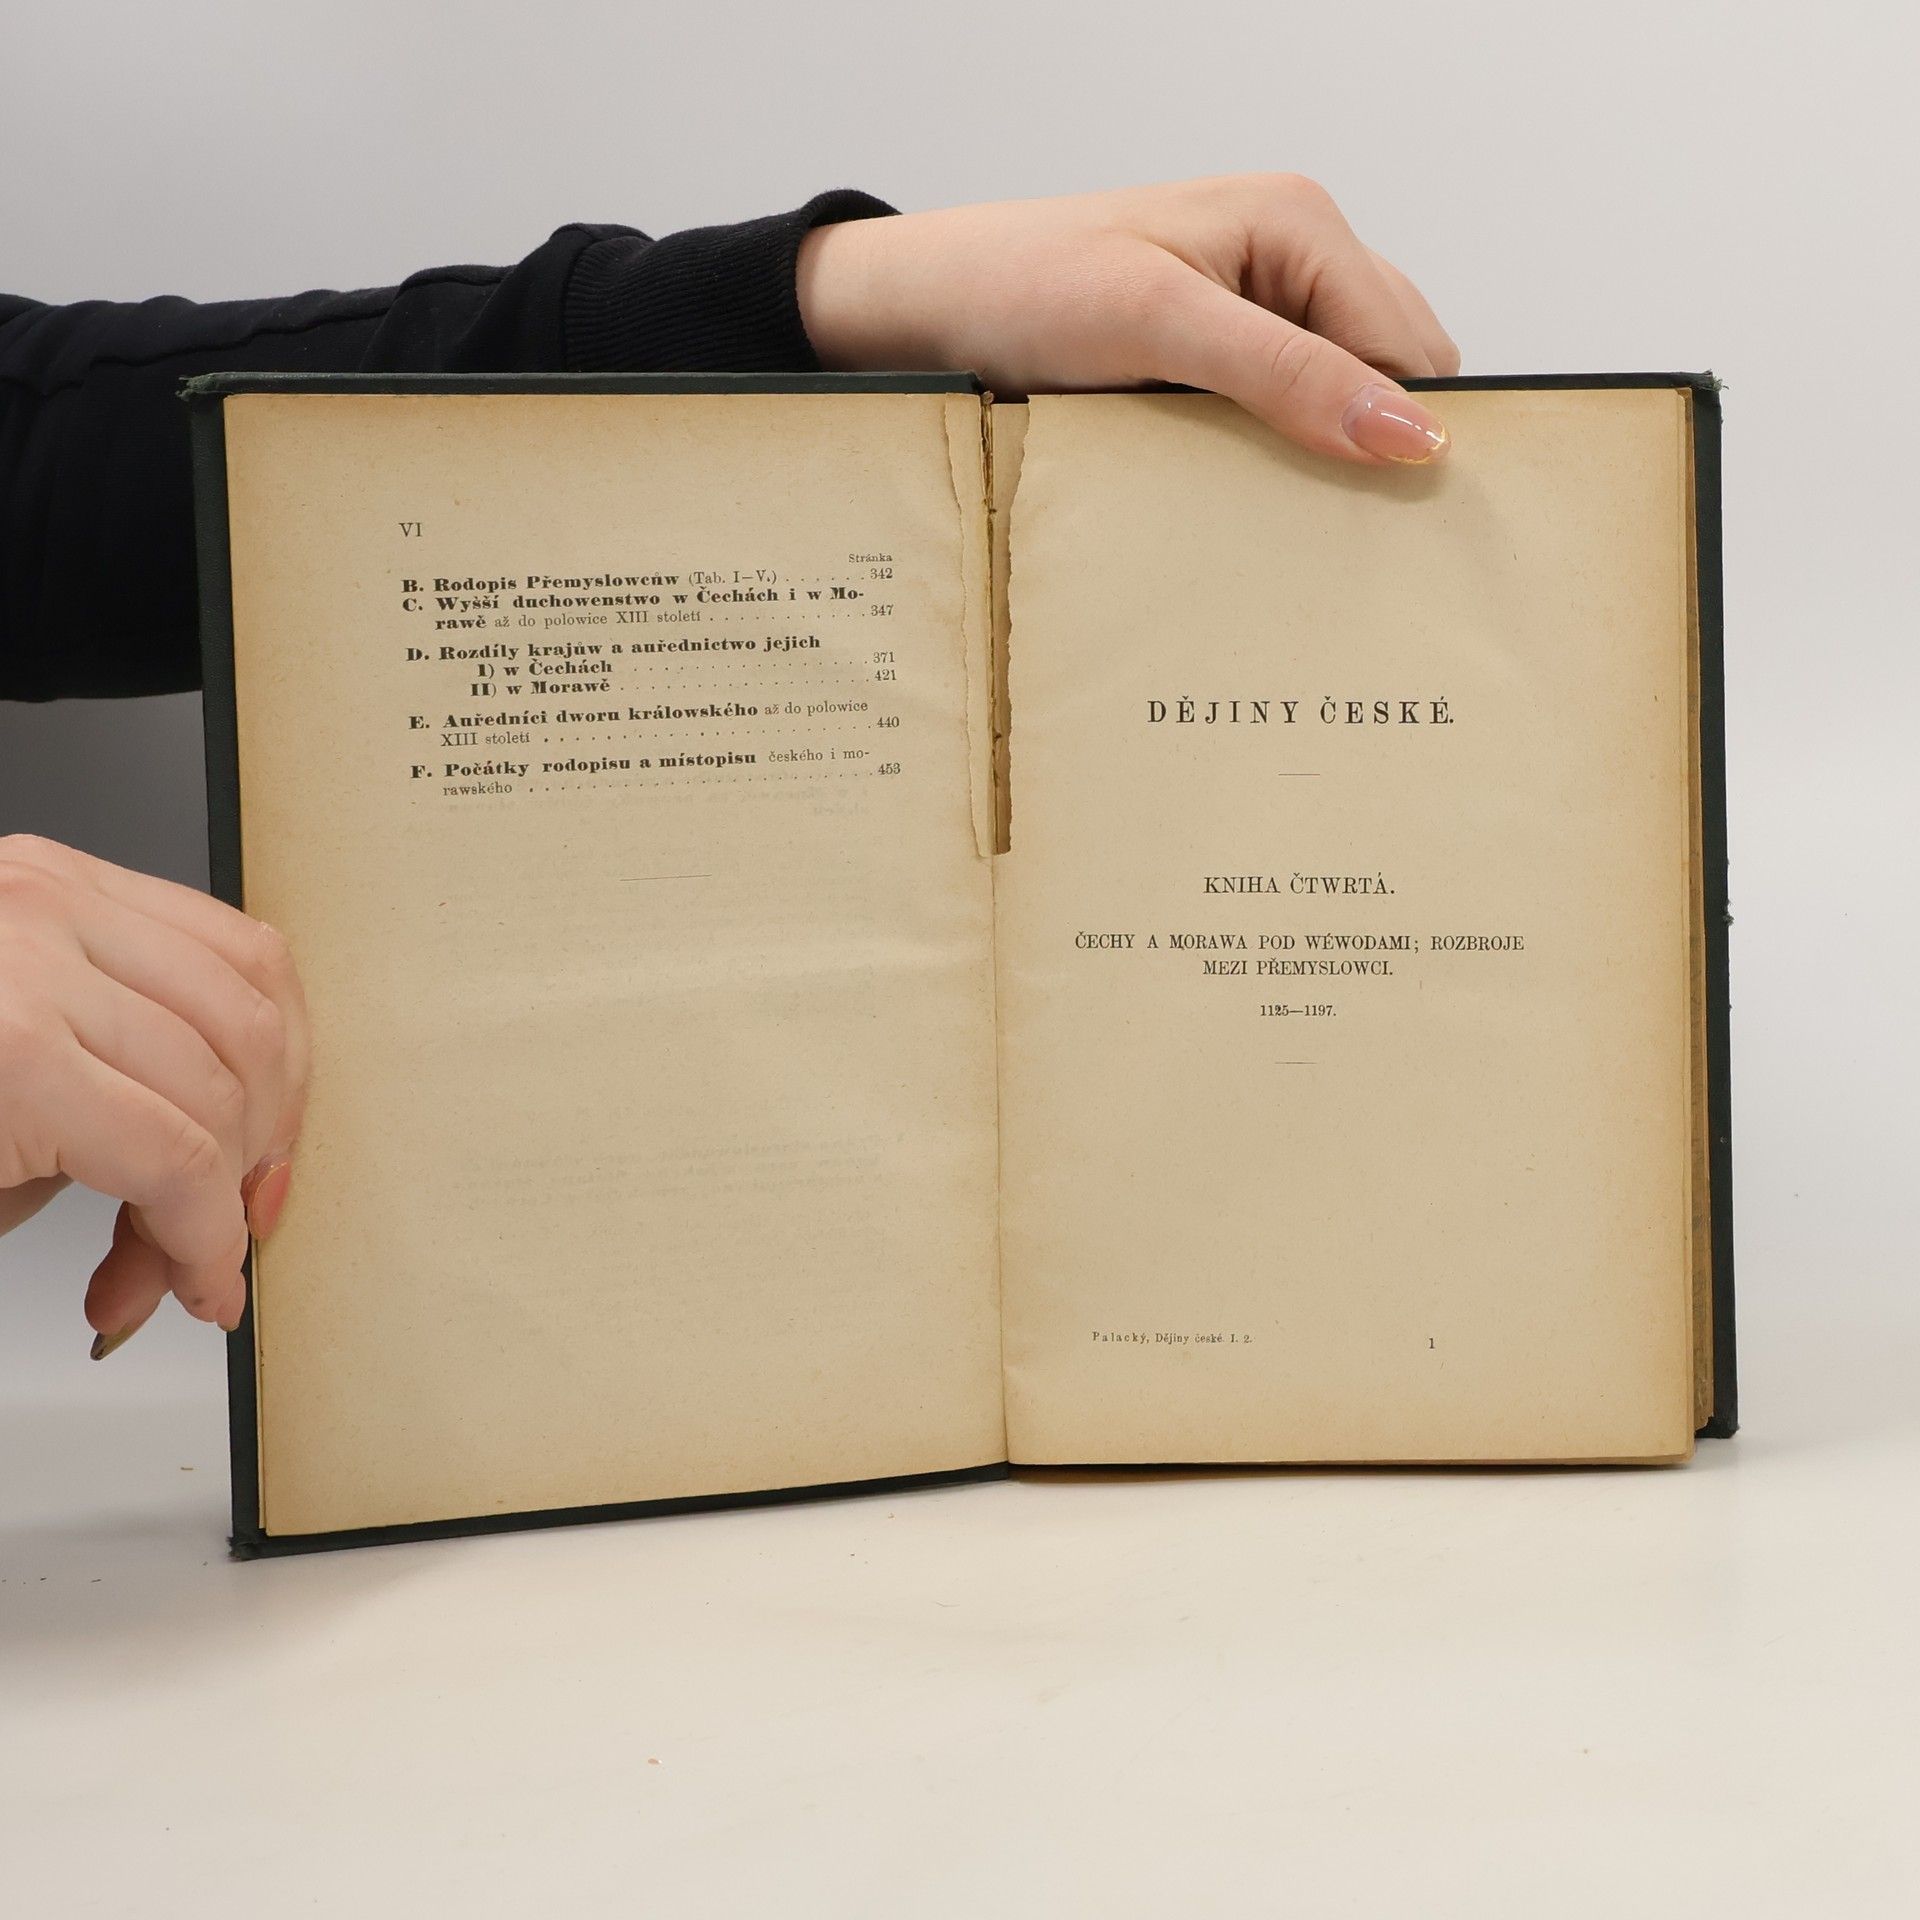 VI
Stránka
B. Rodopis Přemyslowcůw (Tab. I—V.) . . . . . . 342
C. Wyšší duchowenstwo w Čechách i w Mo-
rawě až do polowice XIII století . . . . . . . . . . 347
D. Rozdíly krajůw a auřednictwo jejich
I) w Čechách . . . . . . . . . . . . . . . 371
II) w Morawě . . . . . . . . . . . . . . . 421
E. Auředníci dworu králowského až do polowice
XIII století . . . . . . . . . . . . . . . . . . . 440
F. Počátky rodopisu a místopisu českého i mo-
rawského . . . . . . . . . . . . . . . . . . . . 453
DĚJINY ČESKÉ.
KNIHA ČTWRTÁ.
ČECHY A MORAWA POD WÉWODAMI; ROZBROJE
MEZI PŘEMYSLOWCI.
1125—1197.
Palacký, Dějiny české. I. 2. 1